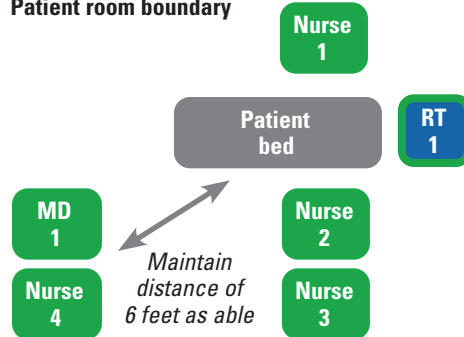 Patient room boundary
Nurse
1
Patient
bed
RT
1
MD
1
Nurse
2
Maintain
distance of
6 feet as able
Nurse
4
Nurse
3